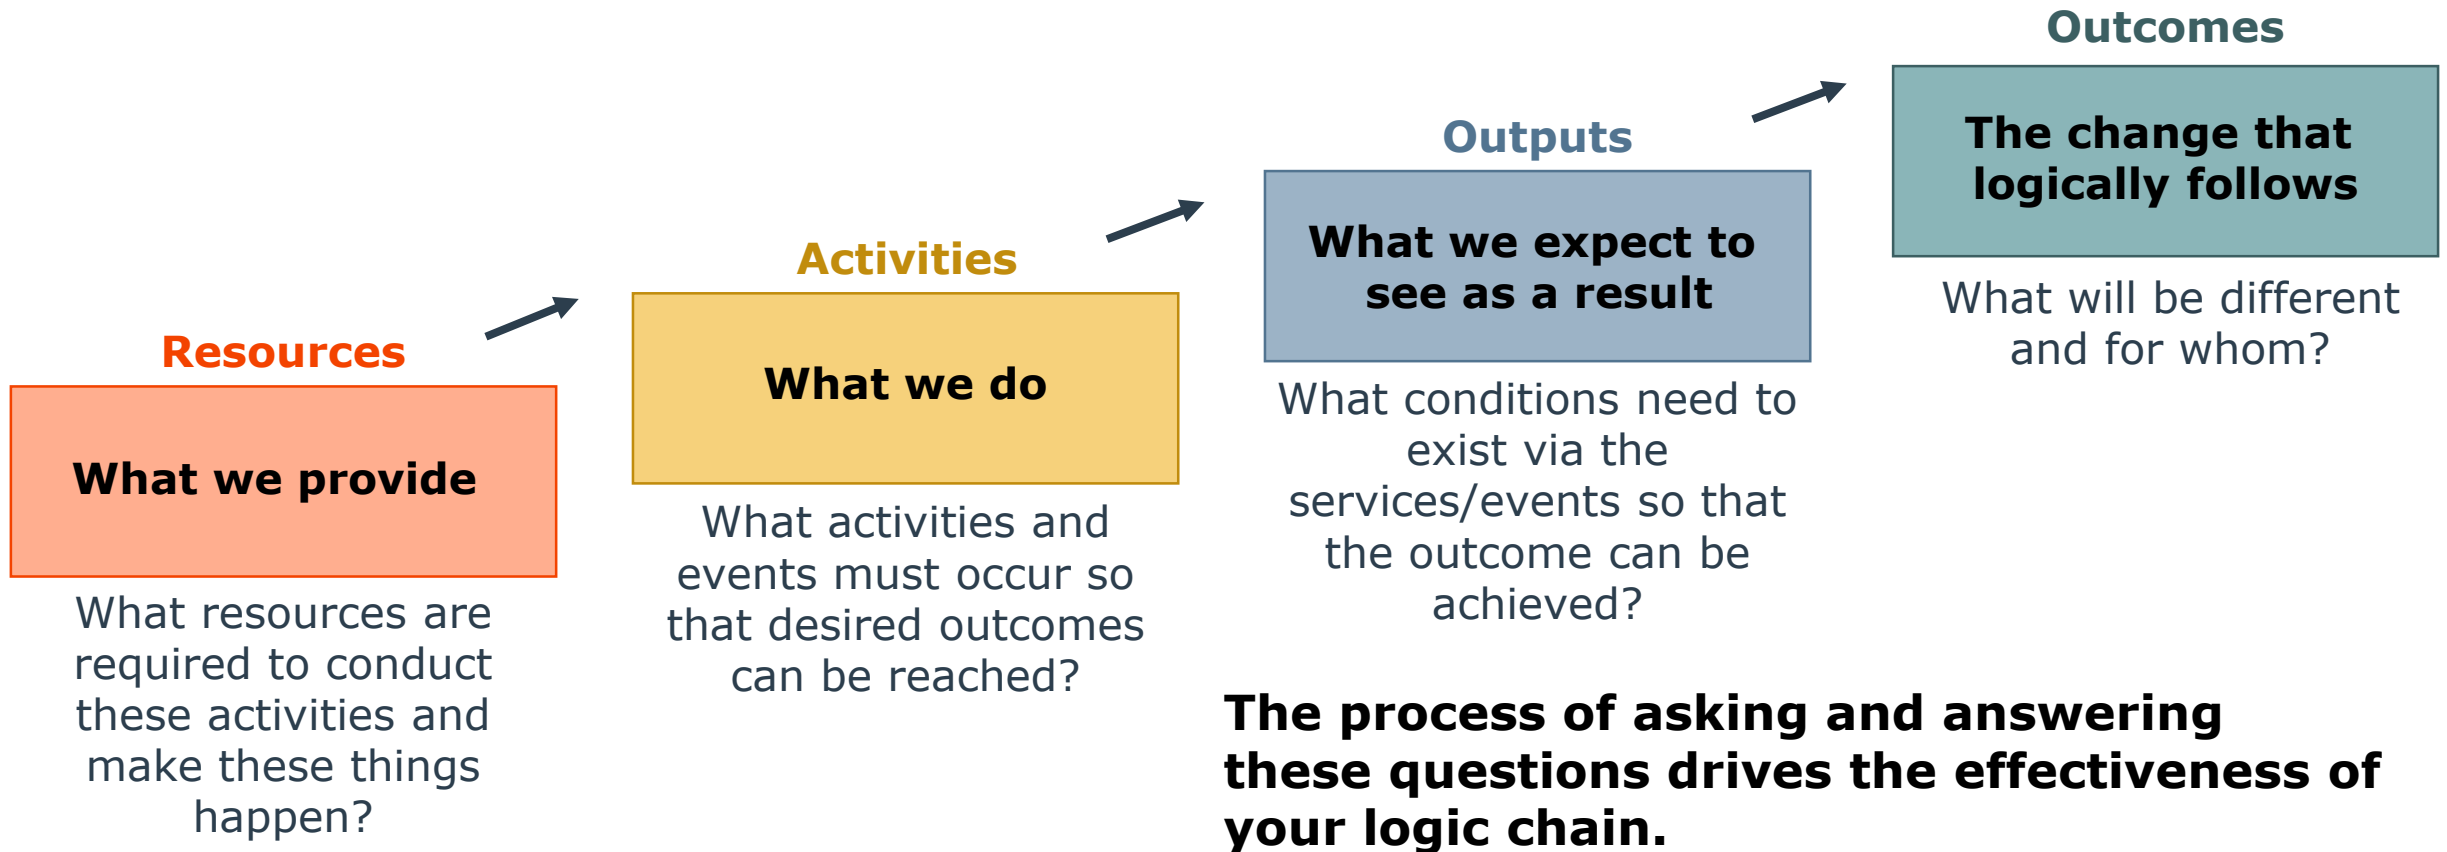 Resources
What we provide
What resources are
required to conduct
these activities and
make these things
happen?
Activities
What we do
What activities and
events must occur so
that desired outcomes
can be reached?
Outputs
What we expect to
see as a result
What conditions need to
exist via the
services/events so that
the outcome can be
achieved?
Outcomes
The change that
logically follows
What will be different
and for whom?
The process of asking and answering
these questions drives the effectiveness of
your logic chain.